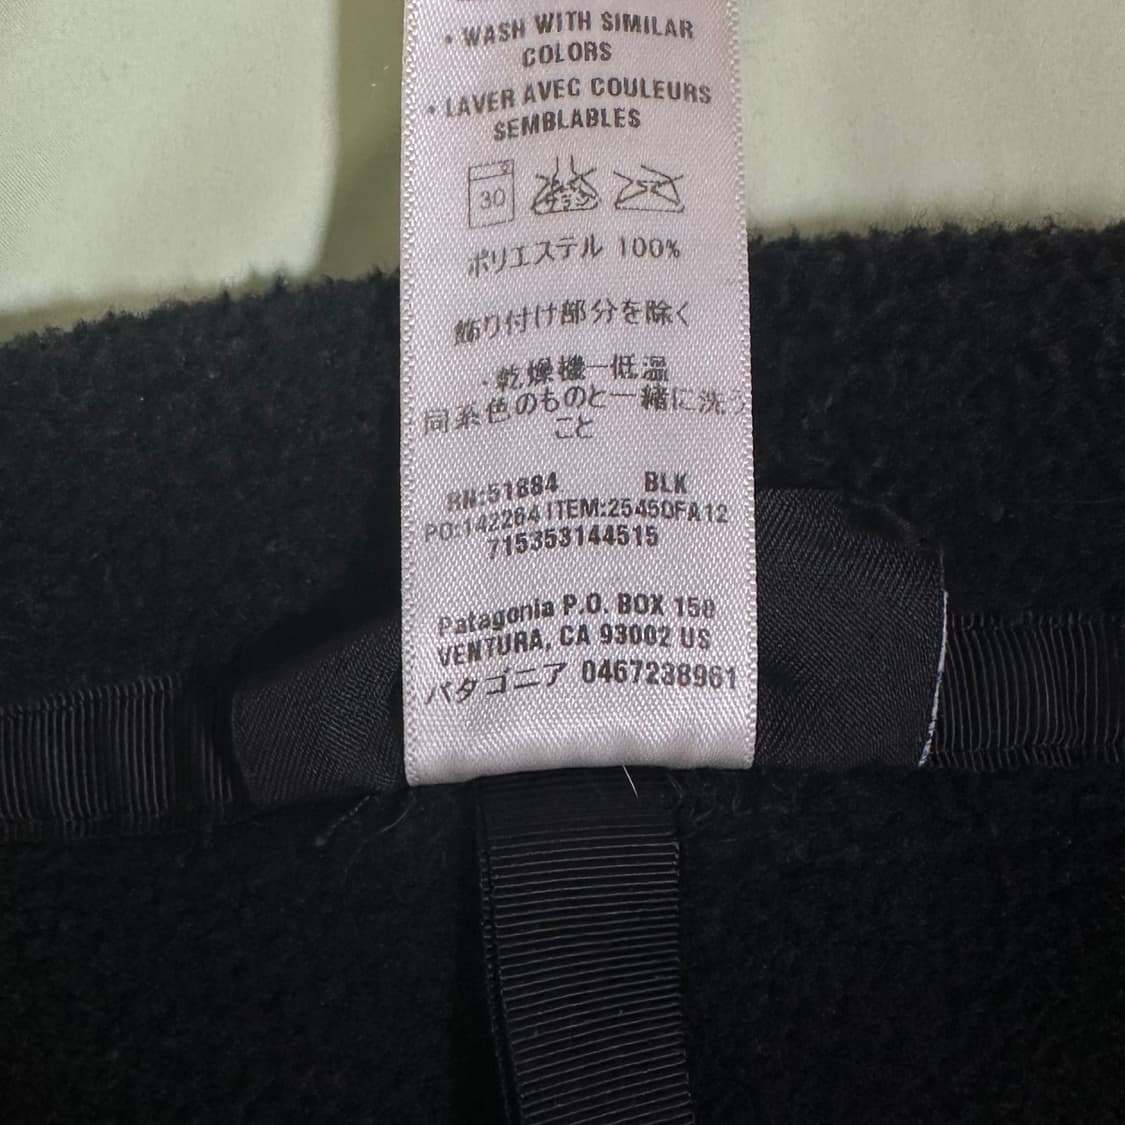 • WASH WITH SIMILAR
COLORS
• LAVER AVEC COULEURS
SEMBLABLES
30
ポリエステル 100%
飾り付け部分を除く
・乾燥機一低温
同系色のものと一緒に洗う
こと
RN:51884 BLK
PO:142264 ITEM:25450FA12
715353144515
Patagonia P.O. BOX 150
VENTURA, CA 93002 US
パタゴニア 0467238961